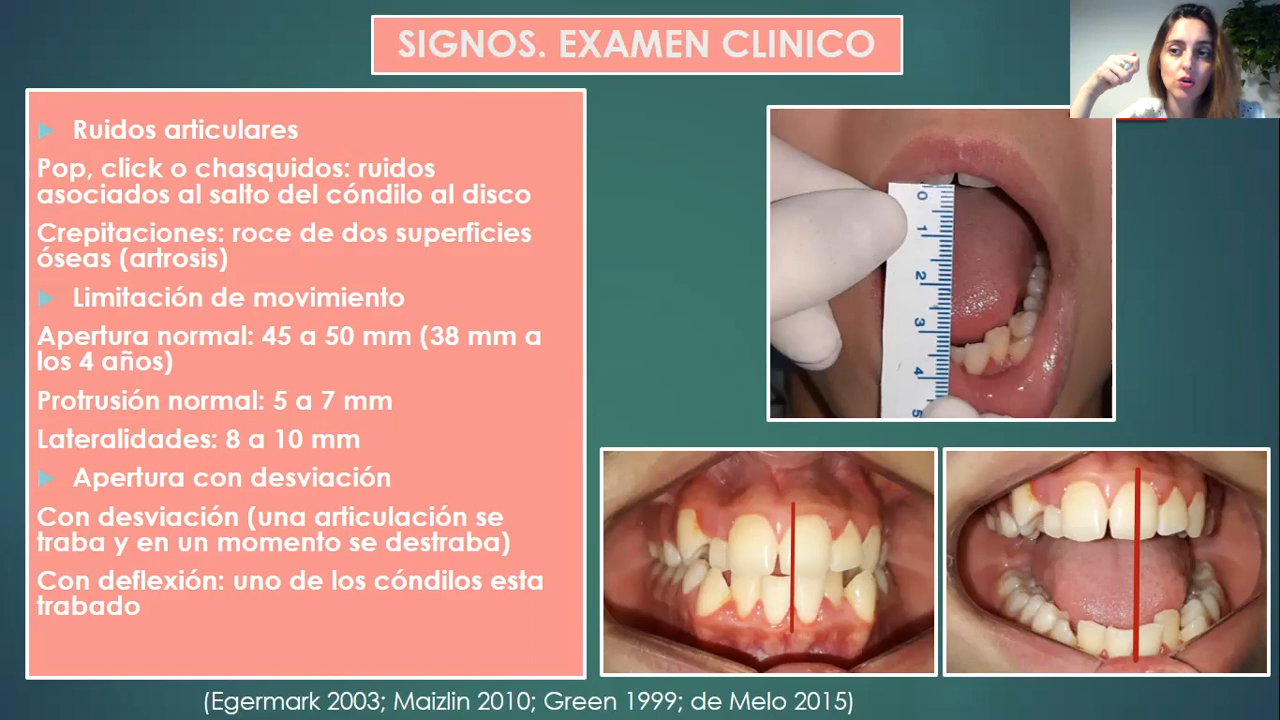 SIGNOS. EXAMEN CLINICO
Ruidos articulares
Pop, click o chasquidos: ruidos
asociados al salto del cóndilo al disco
Crepitaciones: roce de dos superficies
óseas (artrosis)
Limitación de movimiento
Apertura normal: 45 a 50 mm (38 mm a
los 4 años)
Protrusión normal: 5 a 7 mm
Lateralidades: 8 a 10 mm
Apertura con desviación
Con desviación (una articulación se
traba y en un momento se destraba)
Con deflexión: uno de los cóndilos esta
trabado
0
1
2
3
4
5
(Egermark 2003; Maizlin 2010; Green 1999; de Melo 2015)